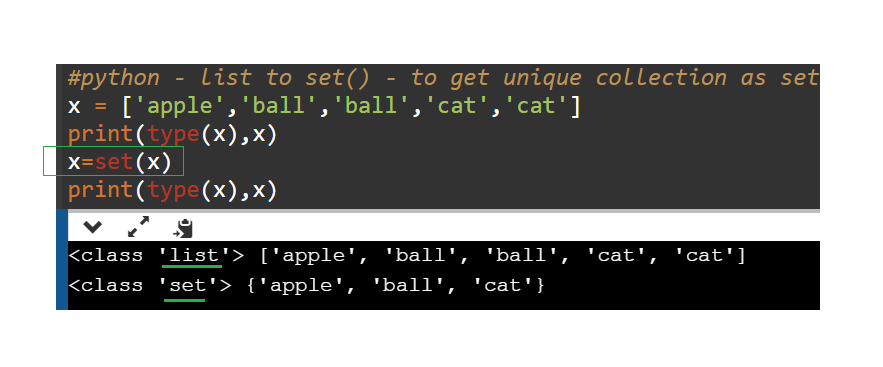 #python - list to set() - to get unique collection as set
x = ['apple','ball','ball','cat','cat']
print(type(x),x)
x=set(x)
print(type(x),x)
<class 'list'> ['apple', 'ball', 'ball', 'cat', 'cat']
<class 'set'> {'apple', 'ball', 'cat'}